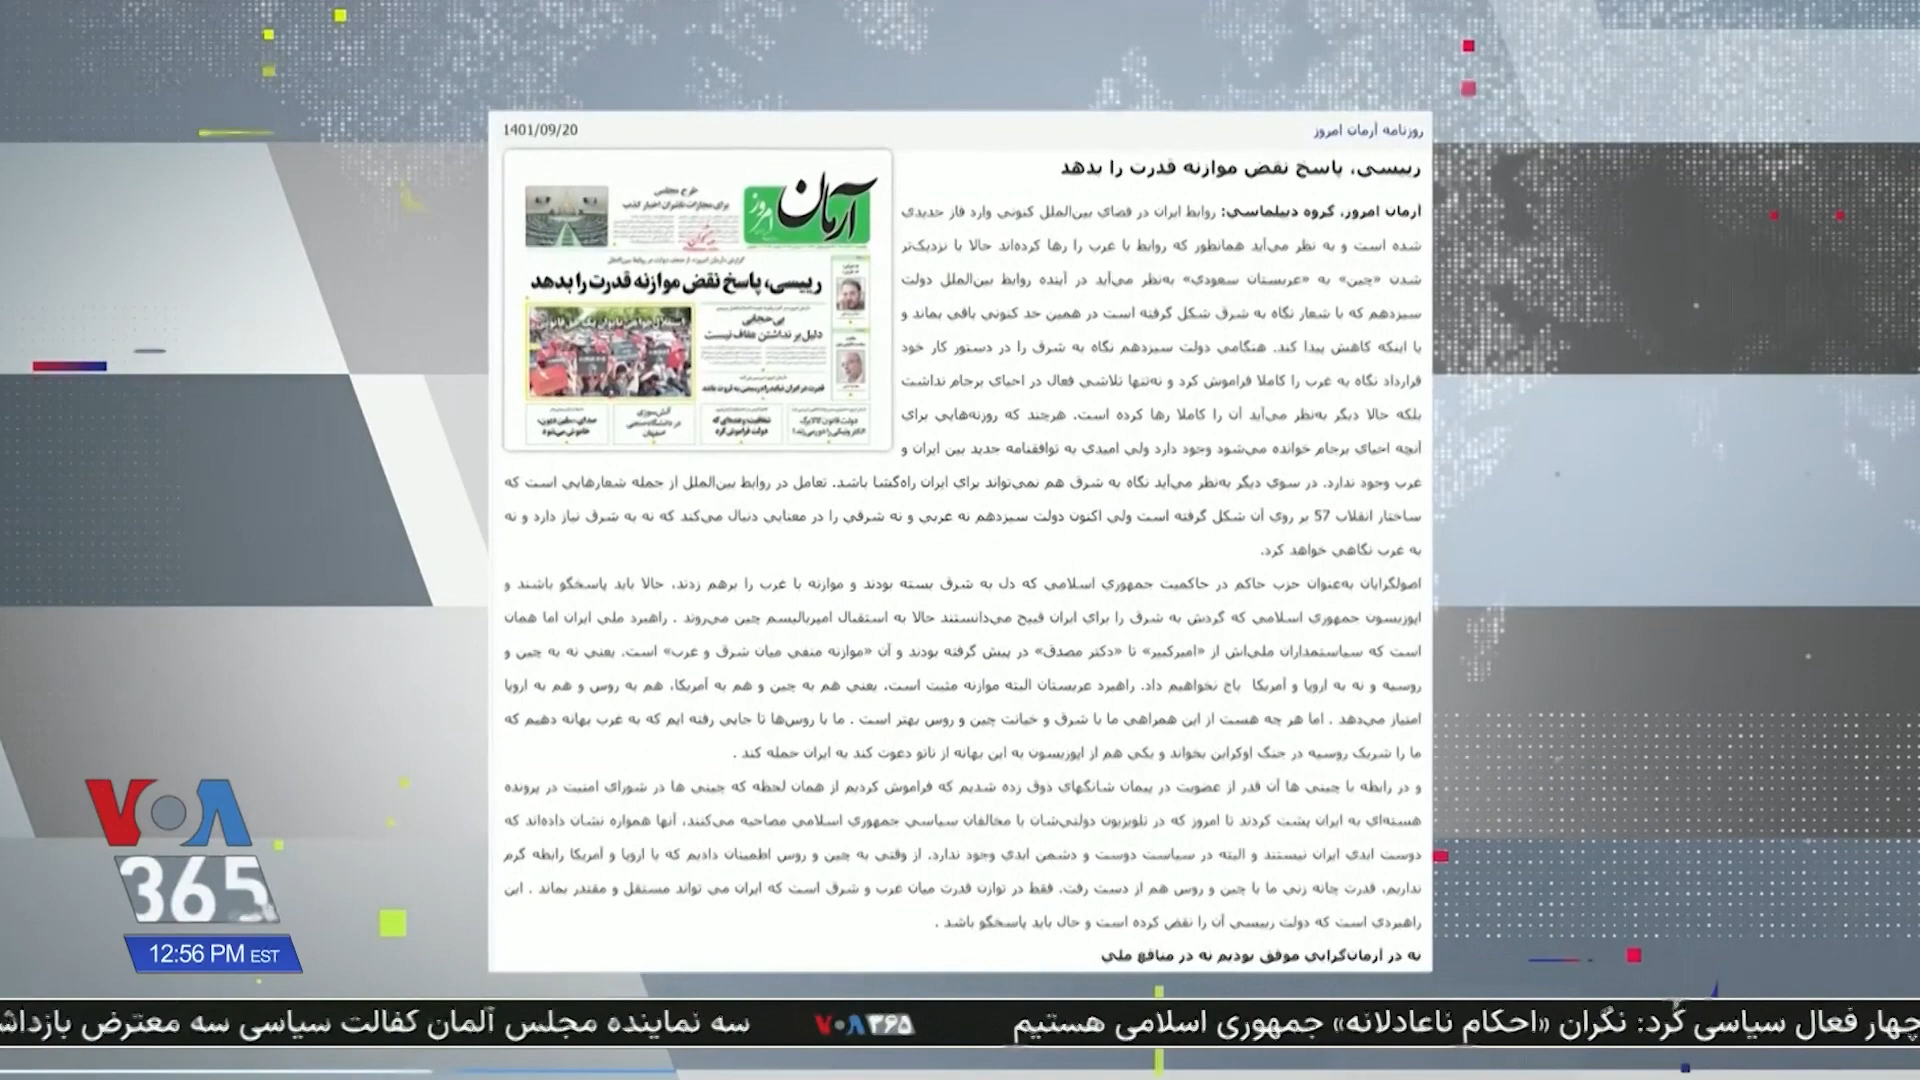 روزنامه آرمان امروز
1401/09/20
رییسی، پاسخ نقض موازنه قدرت را بدهد
آرمان امروز، گروه دیپلماسی: روابط ایران در فضای بین‌الملل کنونی وارد فاز جدیدی
شده است و به نظر می‌آید همانطور که روابط با غرب را رها کرده‌اند حالا با نزدیک‌تر
شدن «چین» به «عربستان سعودی» به‌نظر می‌آید در آینده روابط بین‌الملل دولت
سیزدهم که با شعار نگاه به شرق شکل گرفته است در همین حد کنونی باقی بماند و
یا اینکه کاهش پیدا کند. هنگامی دولت سیزدهم نگاه به شرق را در دستور کار خود
قرارداد نگاه به غرب را کاملا فراموش کرد و نه‌تنها تلاشی فعال در احیای برجام نداشت
بلکه حالا دیگر به‌نظر می‌آید آن را کاملا رها کرده است. هرچند که روزنه‌هایی برای
آنچه احیای برجام خوانده می‌شود وجود دارد ولی امیدی به توافقنامه جدید بین ایران و
غرب وجود ندارد. در سوی دیگر به‌نظر می‌آید نگاه به شرق هم نمی‌تواند برای ایران راه‌گشا باشد. تعامل در روابط بین‌الملل از جمله شعارهایی است که
ساختار انقلاب 57 بر روی آن شکل گرفته است ولی اکنون دولت سیزدهم نه غربی و نه شرقی را در معنایی دنبال می‌کند که نه به شرق نیاز دارد و نه
به غرب نگاهی خواهد کرد.
اصولگرایان به‌عنوان حزب حاکم در حاکمیت جمهوری اسلامی که دل به شرق بسته بودند و موازنه با غرب را برهم زدند، حالا باید پاسخگو باشند و
اپوزیسون جمهوری اسلامی که گردش به شرق را برای ایران قبیح می‌دانستند حالا به استقبال امپریالیسم چین می‌روند . راهبرد ملی ایران اما همان
است که سیاستمداران ملی‌اش از «امیرکبیر» تا «دکتر مصدق» در پیش گرفته بودند و آن «موازنه منفی میان شرق و غرب» است. یعنی نه به چین و
روسیه و نه به اروپا و آمریکا باج نخواهیم داد. راهبرد عربستان البته موازنه مثبت است، یعنی هم به چین و هم به آمریکا، هم به روس و هم به اروپا
امتیاز می‌دهد . اما هر چه هست از این همراهی ما با شرق و خیانت چین و روس بهتر است . ما با روس‌ها تا جایی رفته ایم که به غرب بهانه دهیم که
ما را شریک روسیه در جنگ اوکراین بخواند و یکی هم از اپوزیسون به این بهانه از ناتو دعوت کند به ایران حمله کند .
و در رابطه با چینی ها آن قدر از عضویت در پیمان شانگهای ذوق زده شدیم که فراموش کردیم از همان لحظه که چینی ها در شورای امنیت در پرونده
هسته‌ای به ایران پشت کردند تا امروز که در تلویزیون دولتی‌شان با مخالفان سیاسی جمهوری اسلامی مصاحبه می‌کنند، آنها همواره نشان داده‌اند که
دوست ابدی ایران نیستند و البته در سیاست دوست و دشمن ابدی وجود ندارد. از وقتی به چین و روس اطمینان دادیم که با اروپا و آمریکا رابطه گرم
نداریم، قدرت چانه زنی ما با چین و روس هم از دست رفت. فقط در توازن قدرت میان غرب و شرق است که ایران می تواند مستقل و مقتدر بماند . این
راهبردی است که دولت رییسی آن را نقض کرده است و حال باید پاسخگو باشد .
نه در آرمان‌گرایی موفق بودیم نه در منافع ملی
آرمان
امروز
طرح مجلس
برای مجازات ناشران اخبار کذب
رییسی، پاسخ نقض موازنه قدرت را بدهد
بی‌حجابی
دلیل بر نداشتن عفاف نیست
آتش‌سوزی
در دانشگاه صنعتی
اصفهان
VOA
365
12:56 PM EST
چهار فعال سیاسی کُرد: نگران «احکام ناعادلانه» جمهوری اسلامی هستیم
VOA ۳۶۵
سه نماینده مجلس آلمان کفالت سیاسی سه معترض بازداش